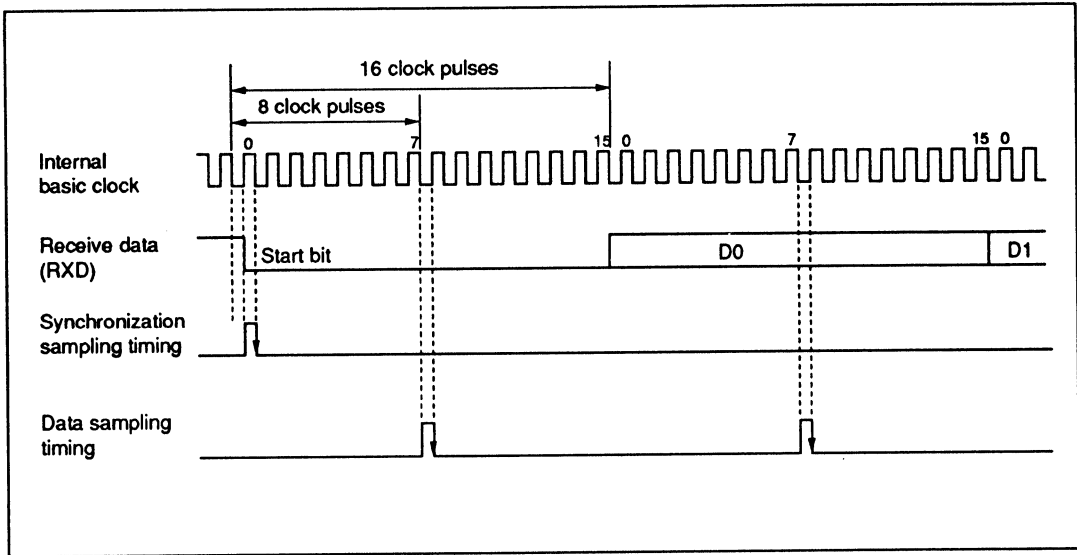 16 clock pulses
8 clock pulses
0 7 15 0 7 15 0
Internal
basic clock
Receive data
(RXD)
Start bit D0 D1
Synchronization
sampling timing
Data sampling
timing